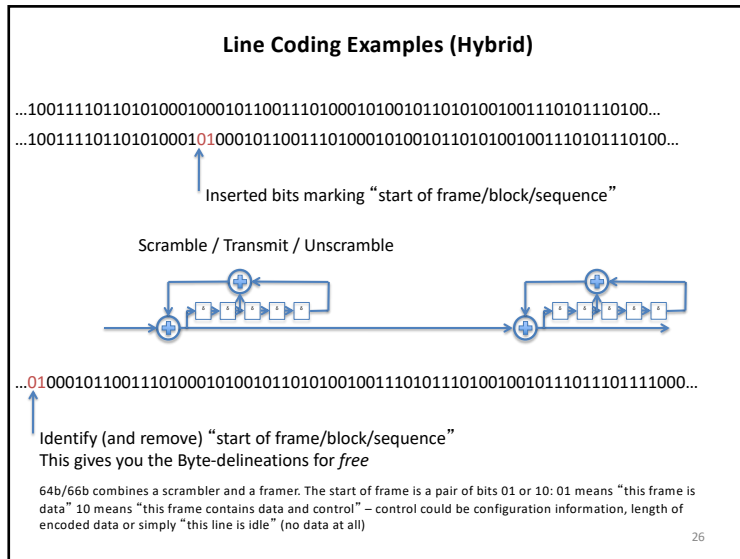 Line Coding Examples (Hybrid)
…100111101101010001000101100111010001010010110101001001110101110100…
…10011110110101000101000101100111010001010010110101001001110101110100…
Inserted bits marking “start of frame/block/sequence”
Scramble / Transmit / Unscramble
δ δ δ δ δ δ δ δ δ δ
…010001011001110100010100101101010010011101011101001001011101110111​1000…
Identify (and remove) “start of frame/block/sequence”
This gives you the Byte-delineations for free
64b/66b combines a scrambler and a framer. The start of frame is a pair of bits 01 or 10: 01 means “this frame is
data” 10 means “this frame contains data and control” – control could be configuration information, length of
encoded data or simply “this line is idle” (no data at all)
26